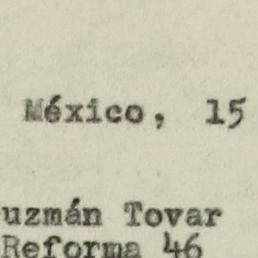 México, 15
uzmán Tovar
Reforma 46